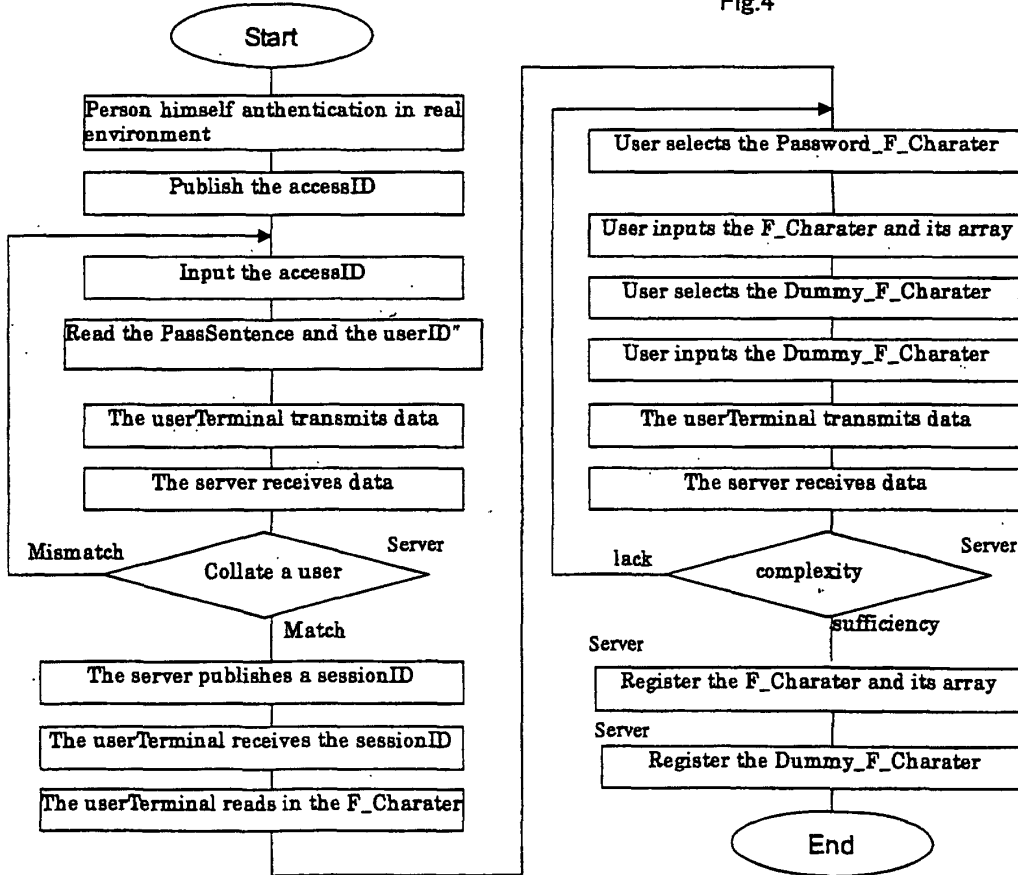 Fig.4
Start
Person himself authentication in real
environment
Publish the accessID
Input the accessID
Read the PassSentence and the userID"
The userTerminal transmits data
The server receives data
Mismatch
Server
Collate a user
Match
The server publishes a sessionID
The userTerminal receives the sessionID
The userTerminal reads in the F_Charater
User selects the Password_F_Charater
User inputs the F_Charater and its array
User selects the Dummy_F_Charater
User inputs the Dummy_F_Charater
The userTerminal transmits data
The server receives data
lack
Server
complexity
sufficiency
Server
Register the F_Charater and its array
Server
Register the Dummy_F_Charater
End